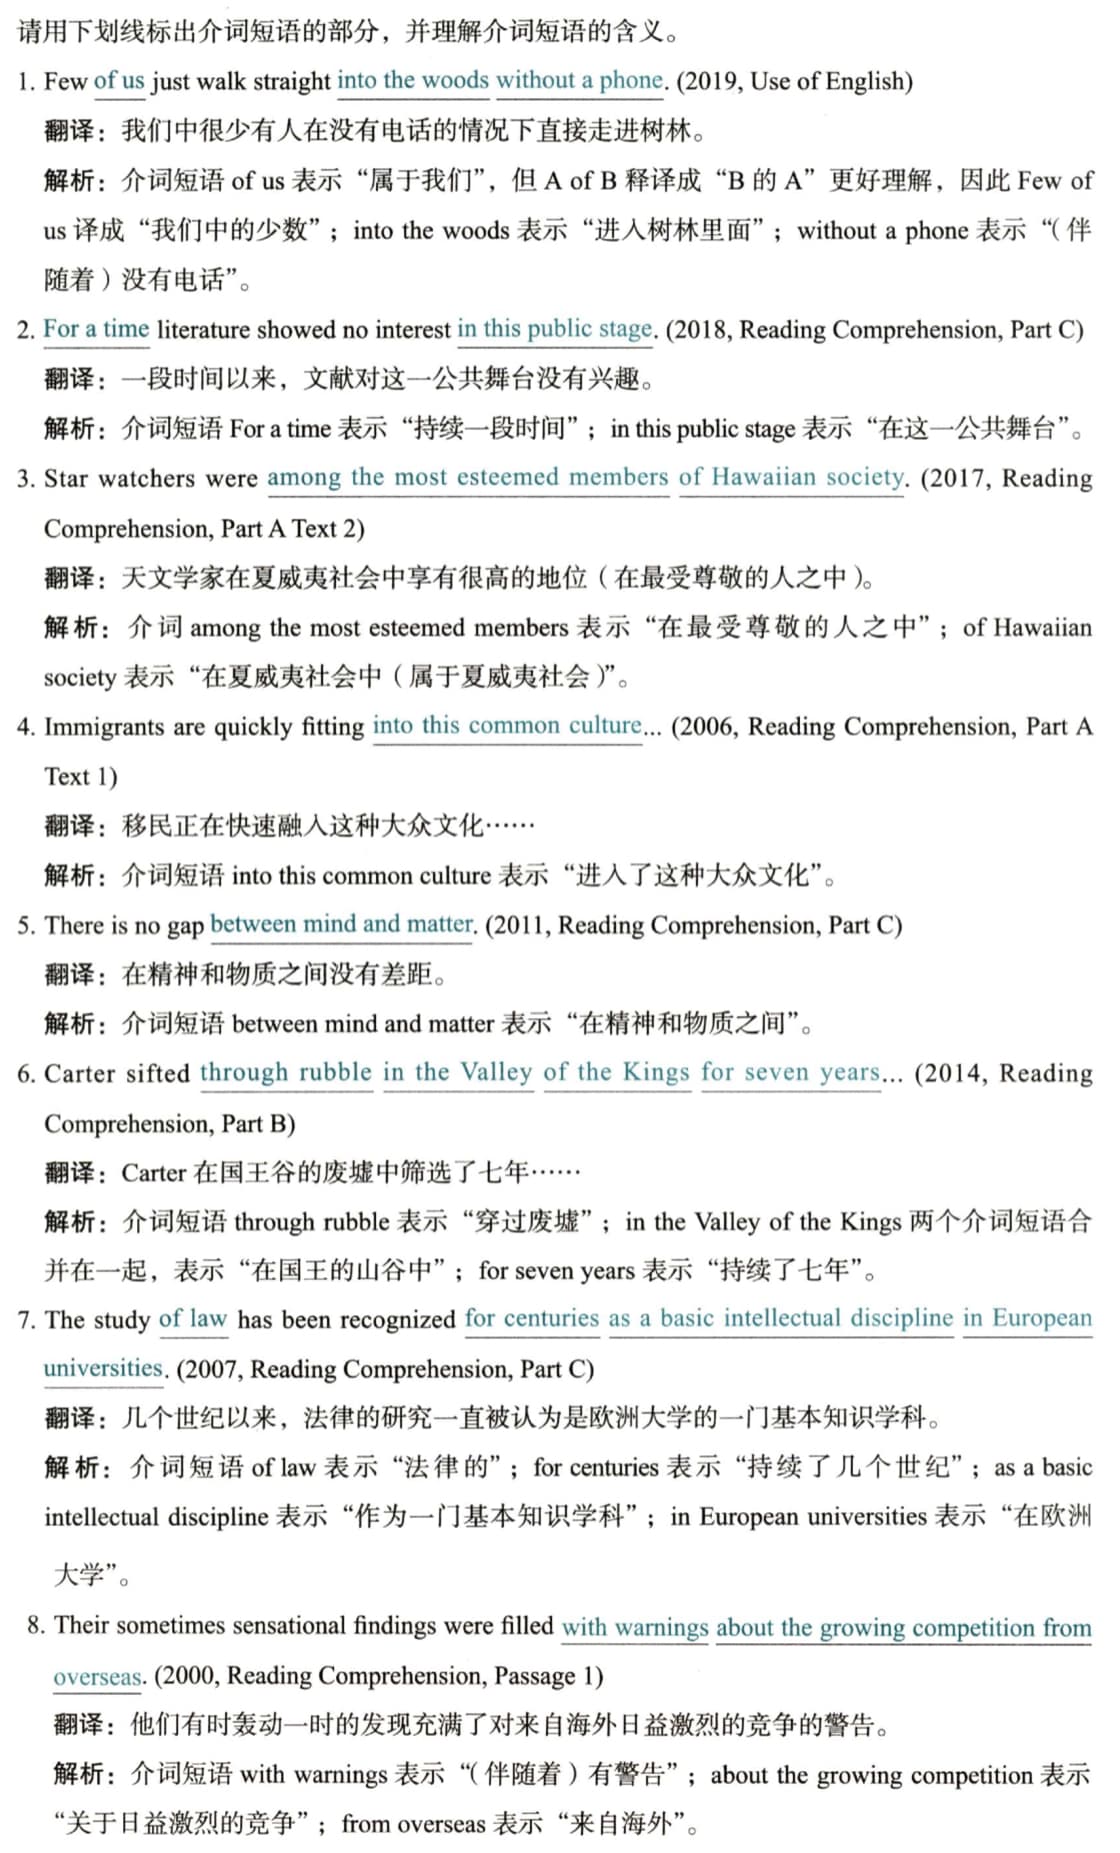 请用下划线标出介词短语的部分，并理解介词短语的含义。
1. Few of us just walk straight into the woods without a phone. (2019, Use of English)
翻译：我们中很少有人在没有电话的情况下直接走进树林。
解析：介词短语 of us 表示“属于我们”，但 A of B 释译成“B 的 A”更好理解，因此 Few of
us 译成“我们中的少数”；into the woods 表示“进入树林里面”；without a phone 表示“（伴
随着）没有电话”。
2. For a time literature showed no interest in this public stage. (2018, Reading Comprehension, Part C)
翻译：一段时间以来，文献对这一公共舞台没有兴趣。
解析：介词短语 For a time 表示“持续一段时间”；in this public stage 表示“在这一公共舞台”。
3. Star watchers were among the most esteemed members of Hawaiian society. (2017, Reading
Comprehension, Part A Text 2)
翻译：天文学家在夏威夷社会中享有很高的地位（在最受尊敬的人之中）。
解析：介词 among the most esteemed members 表示“在最受尊敬的人之中”；of Hawaiian
society 表示“在夏威夷社会中（属于夏威夷社会）”。
4. Immigrants are quickly fitting into this common culture... (2006, Reading Comprehension, Part A
Text 1)
翻译：移民正在快速融入这种大众文化……
解析：介词短语 into this common culture 表示“进入了这种大众文化”。
5. There is no gap between mind and matter. (2011, Reading Comprehension, Part C)
翻译：在精神和物质之间没有差距。
解析：介词短语 between mind and matter 表示“在精神和物质之间”。
6. Carter sifted through rubble in the Valley of the Kings for seven years... (2014, Reading
Comprehension, Part B)
翻译：Carter 在国王谷的废墟中筛选了七年……
解析：介词短语 through rubble 表示“穿过废墟”；in the Valley of the Kings 两个介词短语合
并在一起，表示“在国王的山谷中”；for seven years 表示“持续了七年”。
7. The study of law has been recognized for centuries as a basic intellectual discipline in European
universities. (2007, Reading Comprehension, Part C)
翻译：几个世纪以来，法律的研究一直被认为是欧洲大学的一门基本知识学科。
解析：介词短语 of law 表示“法律的”；for centuries 表示“持续了几个世纪”；as a basic
intellectual discipline 表示“作为一门基本知识学科”；in European universities 表示“在欧洲
大学”。
8. Their sometimes sensational findings were filled with warnings about the growing competition from
overseas. (2000, Reading Comprehension, Passage 1)
翻译：他们有时轰动一时的发现充满了对来自海外日益激烈的竞争的警告。
解析：介词短语 with warnings 表示“（伴随着）有警告”；about the growing competition 表示
“关于日益激烈的竞争”；from overseas 表示“来自海外”。